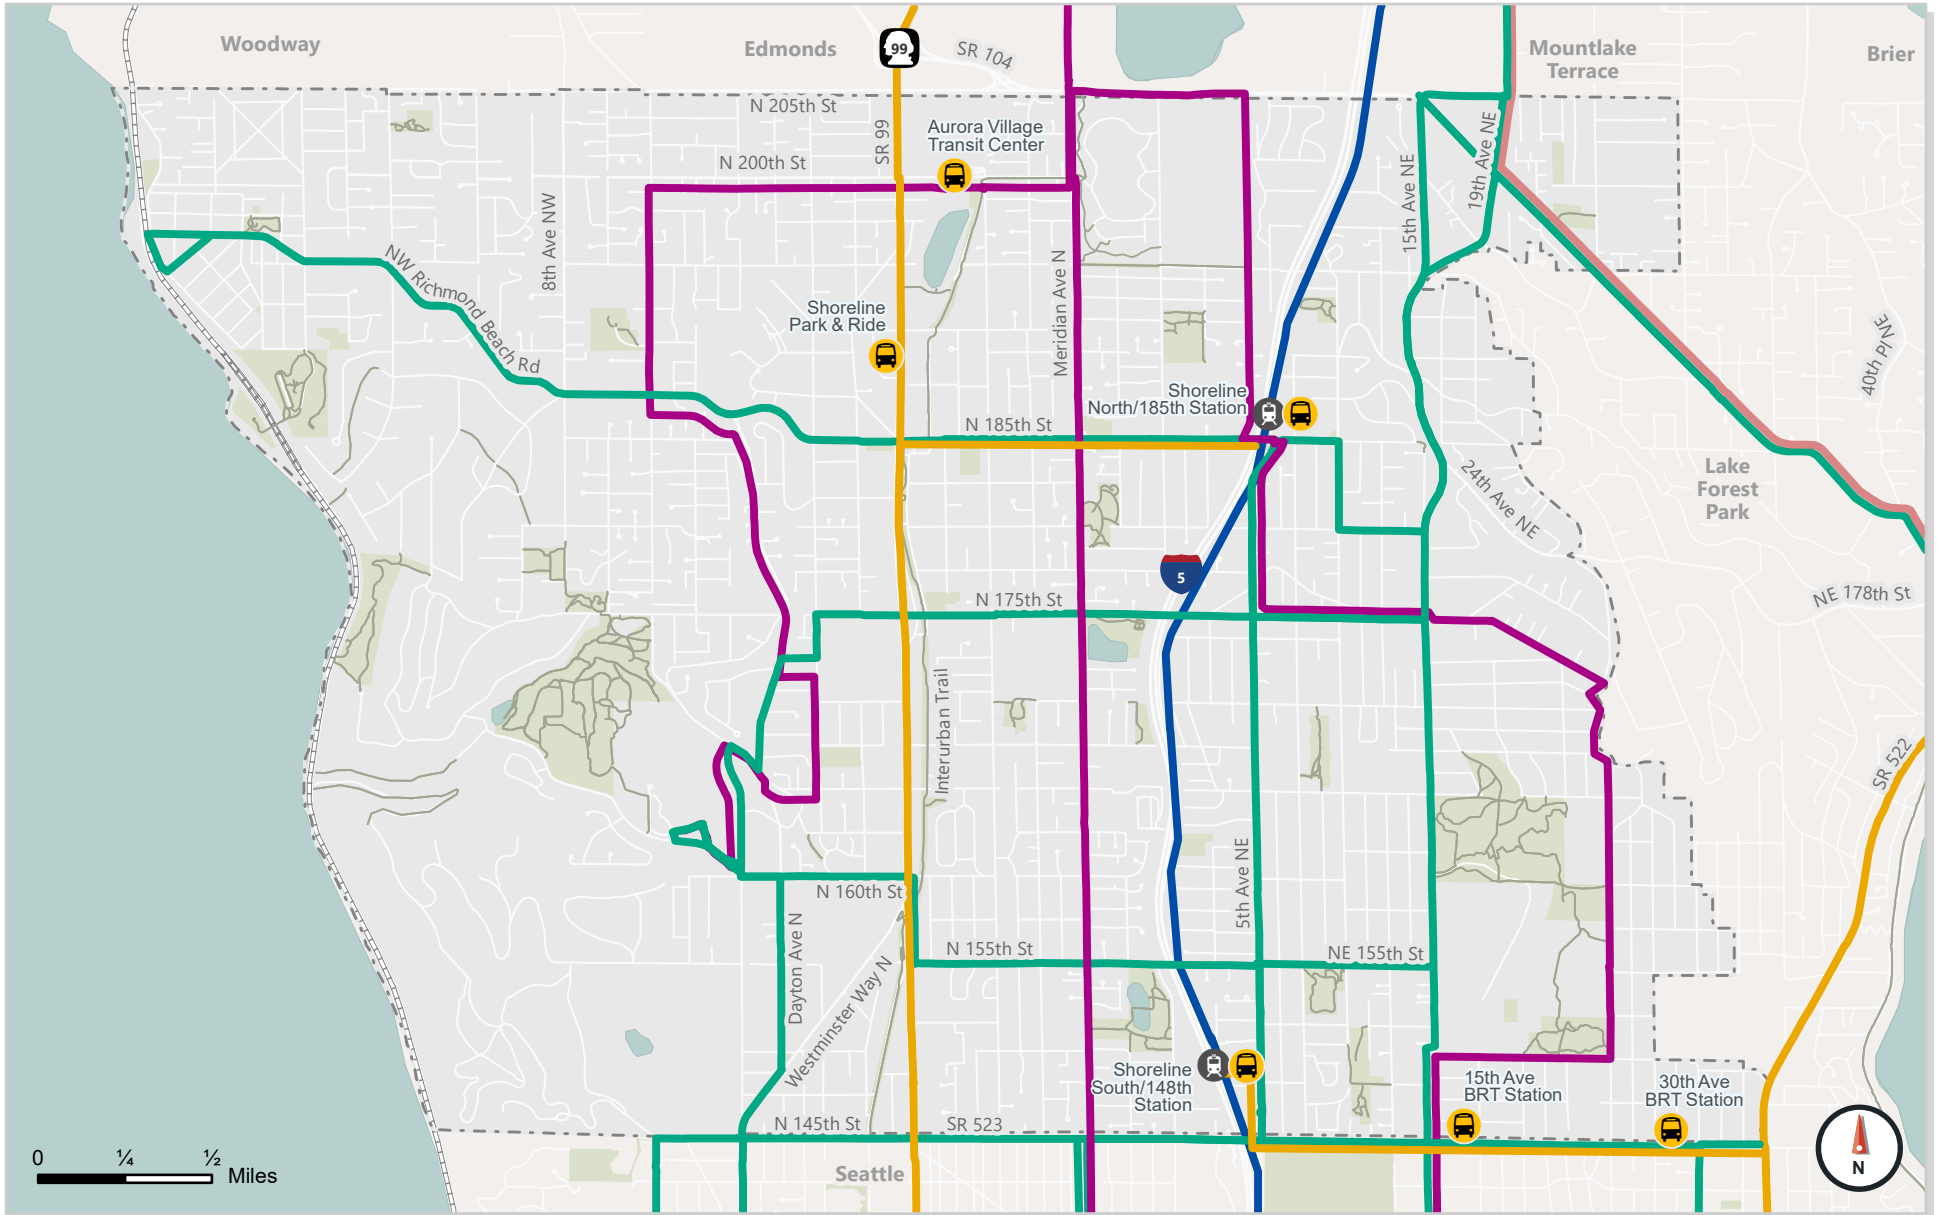 Woodway
Edmonds
99
SR 104
Mountlake
Terrace
Brier
N 205th St
SR 99
Aurora Village
Transit Center
N 200th St
19th Ave NE
15th Ave NE
8th Ave NW
NW Richmond Beach Rd
Shoreline
Park & Ride
Meridian Ave N
40th Pl NE
Shoreline
North/185th Station
N 185th St
24th Ave NE
Lake
Forest
Park
5
N 175th St
NE 178th St
Interurban Trail
SR 522
5th Ave NE
N 160th St
Dayton Ave N
Westminster Way N
N 155th St
NE 155th St
Shoreline
South/148th
Station
15th Ave
BRT Station
30th Ave
BRT Station
N 145th St
SR 523
Seattle
0 ¼ ½
Miles
N